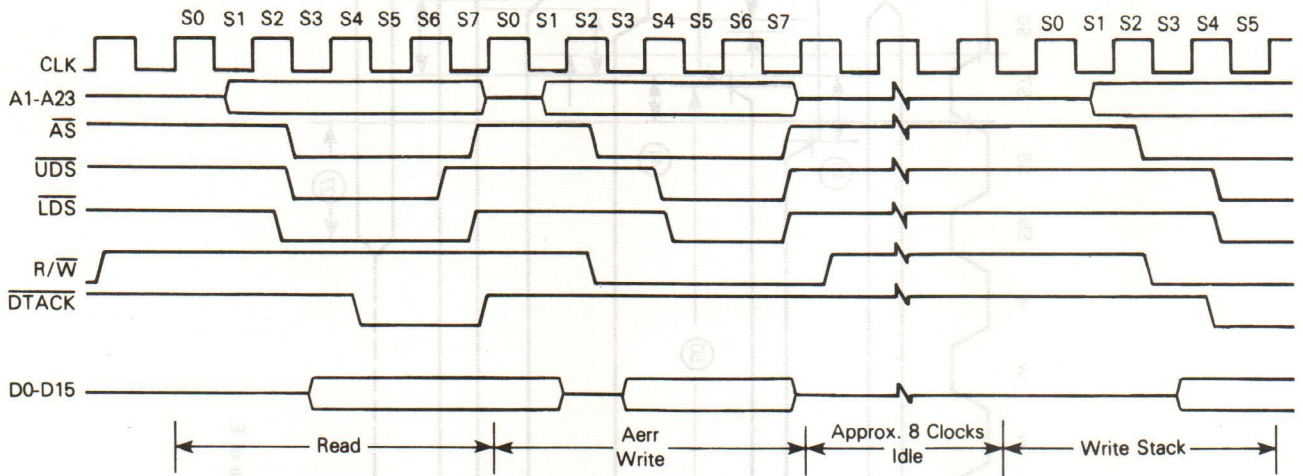 S0 S1 S2 S3 S4 S5 S6 S7 S0 S1 S2 S3 S4 S5 S6 S7 S0 S1 S2 S3 S4 S5
CLK
A1-A23
AS
UDS
LDS
R/W
DTACK
D0-D15
Read
Aerr
Write
Approx. 8 Clocks
Idle
Write Stack